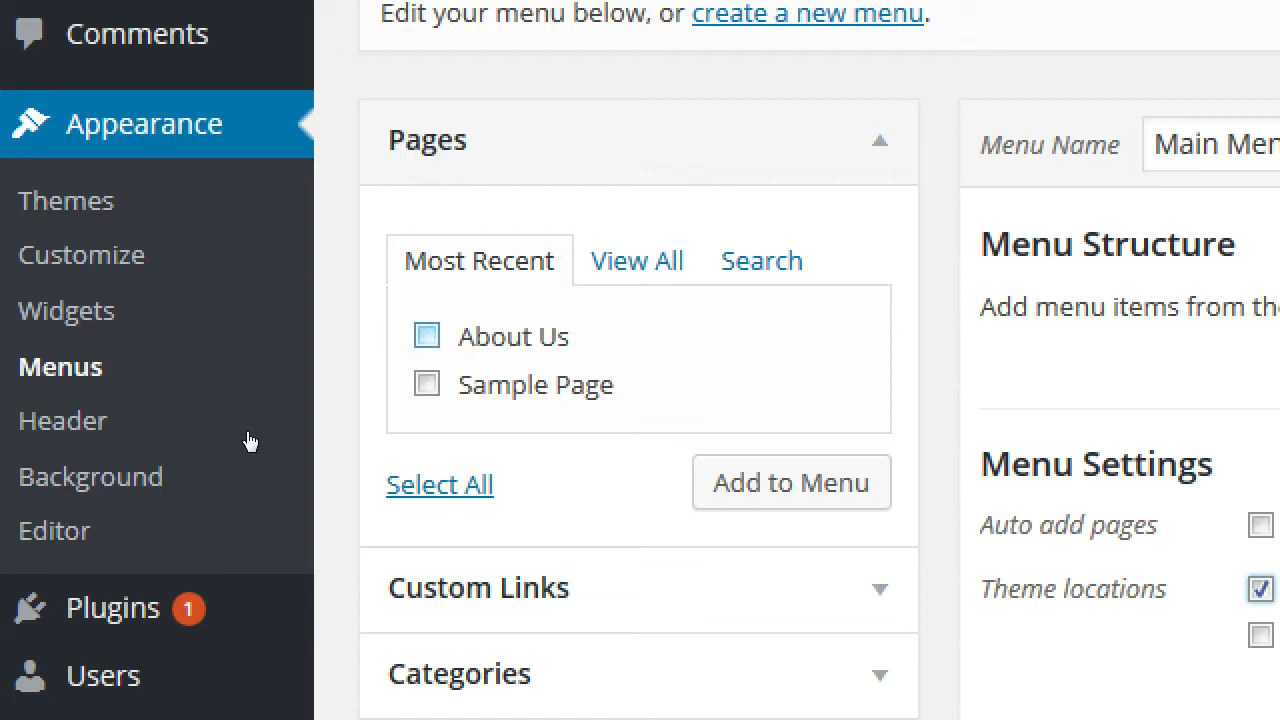 Comments
Appearance
Themes
Customize
Widgets
Menus
Header
Background
Editor
Plugins 1
Users
Edit your menu below, or create a new menu.
Pages
Most Recent View All Search
About Us
Sample Page
Select All Add to Menu
Custom Links
Categories
Menu Name Main Men
Menu Structure
Add menu items from the
Menu Settings
Auto add pages
Theme locations